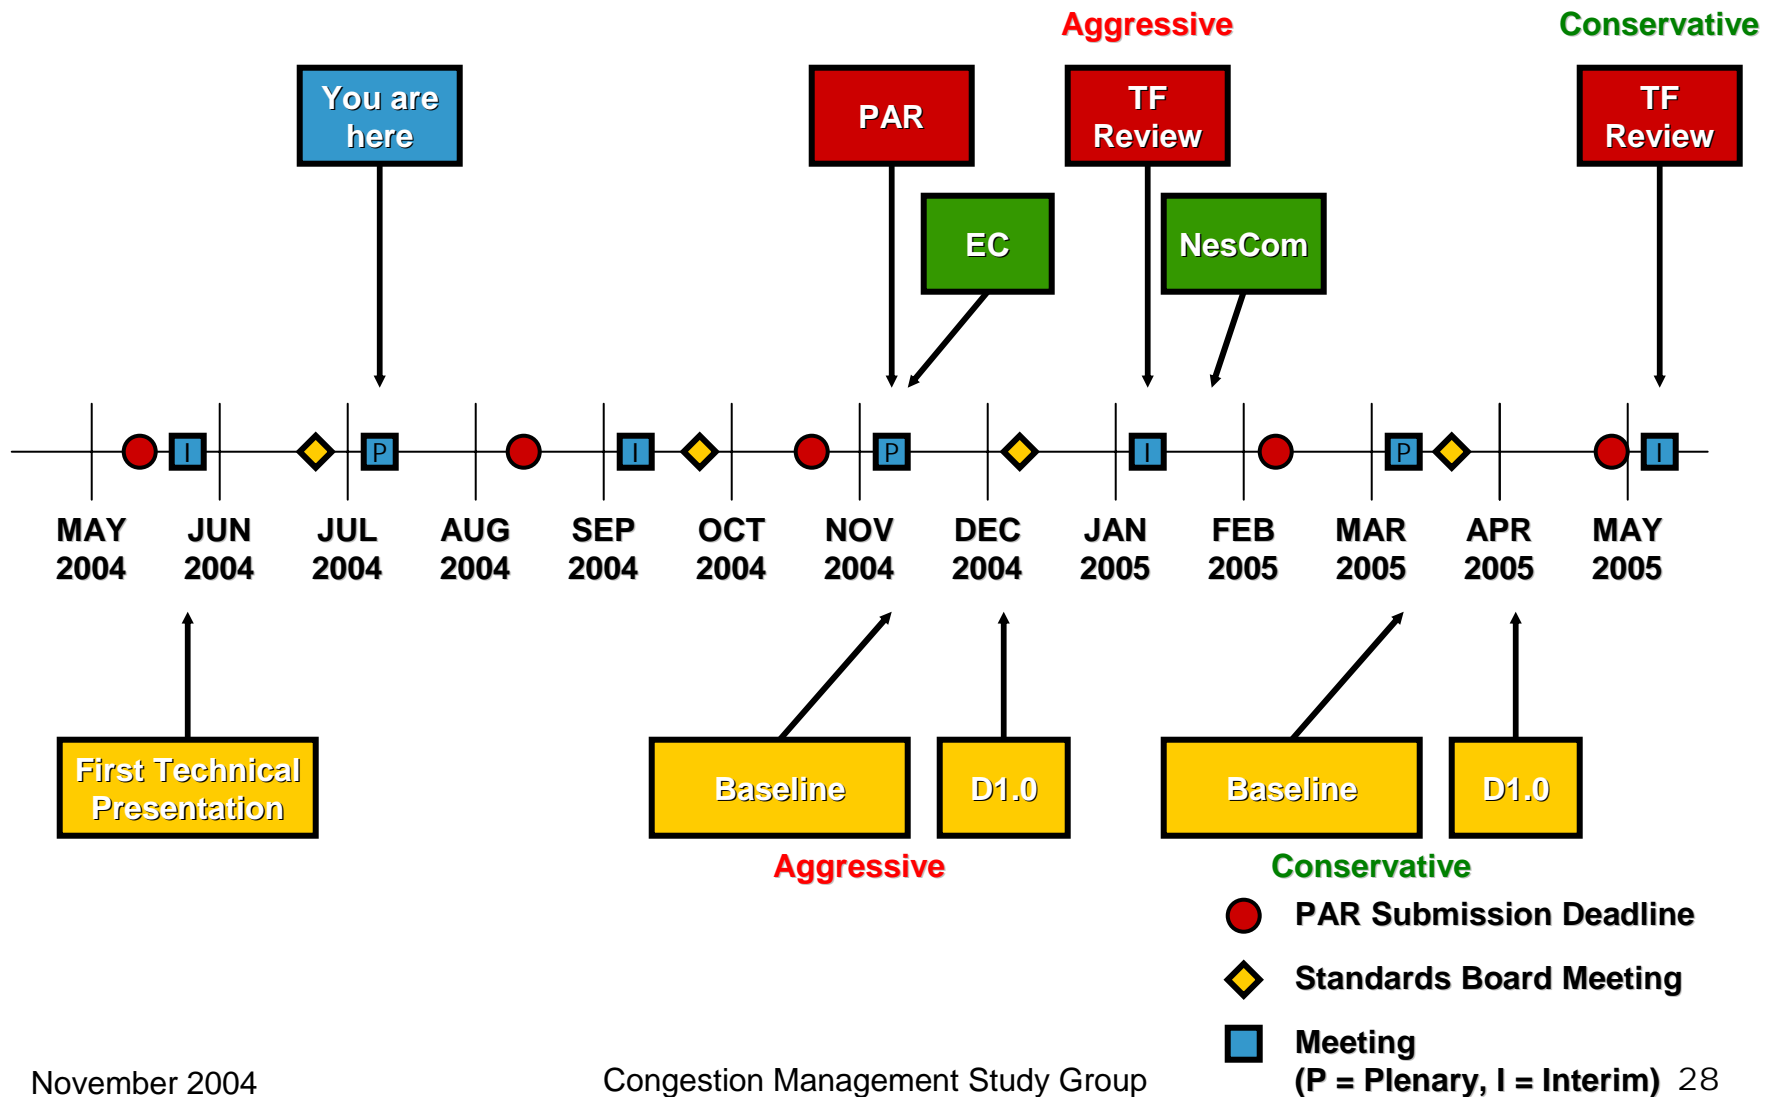 Aggressive
Conservative
You are
here
PAR
TF
Review
TF
Review
EC
NesCom
I
P
I
P
I
P
I
MAY
2004
JUN
2004
JUL
2004
AUG
2004
SEP
2004
OCT
2004
NOV
2004
DEC
2004
JAN
2005
FEB
2005
MAR
2005
APR
2005
MAY
2005
First Technical
Presentation
Baseline
D1.0
Baseline
D1.0
Aggressive
Conservative
PAR Submission Deadline
Standards Board Meeting
Meeting
(P = Plenary, I = Interim)
November 2004
Congestion Management Study Group
28